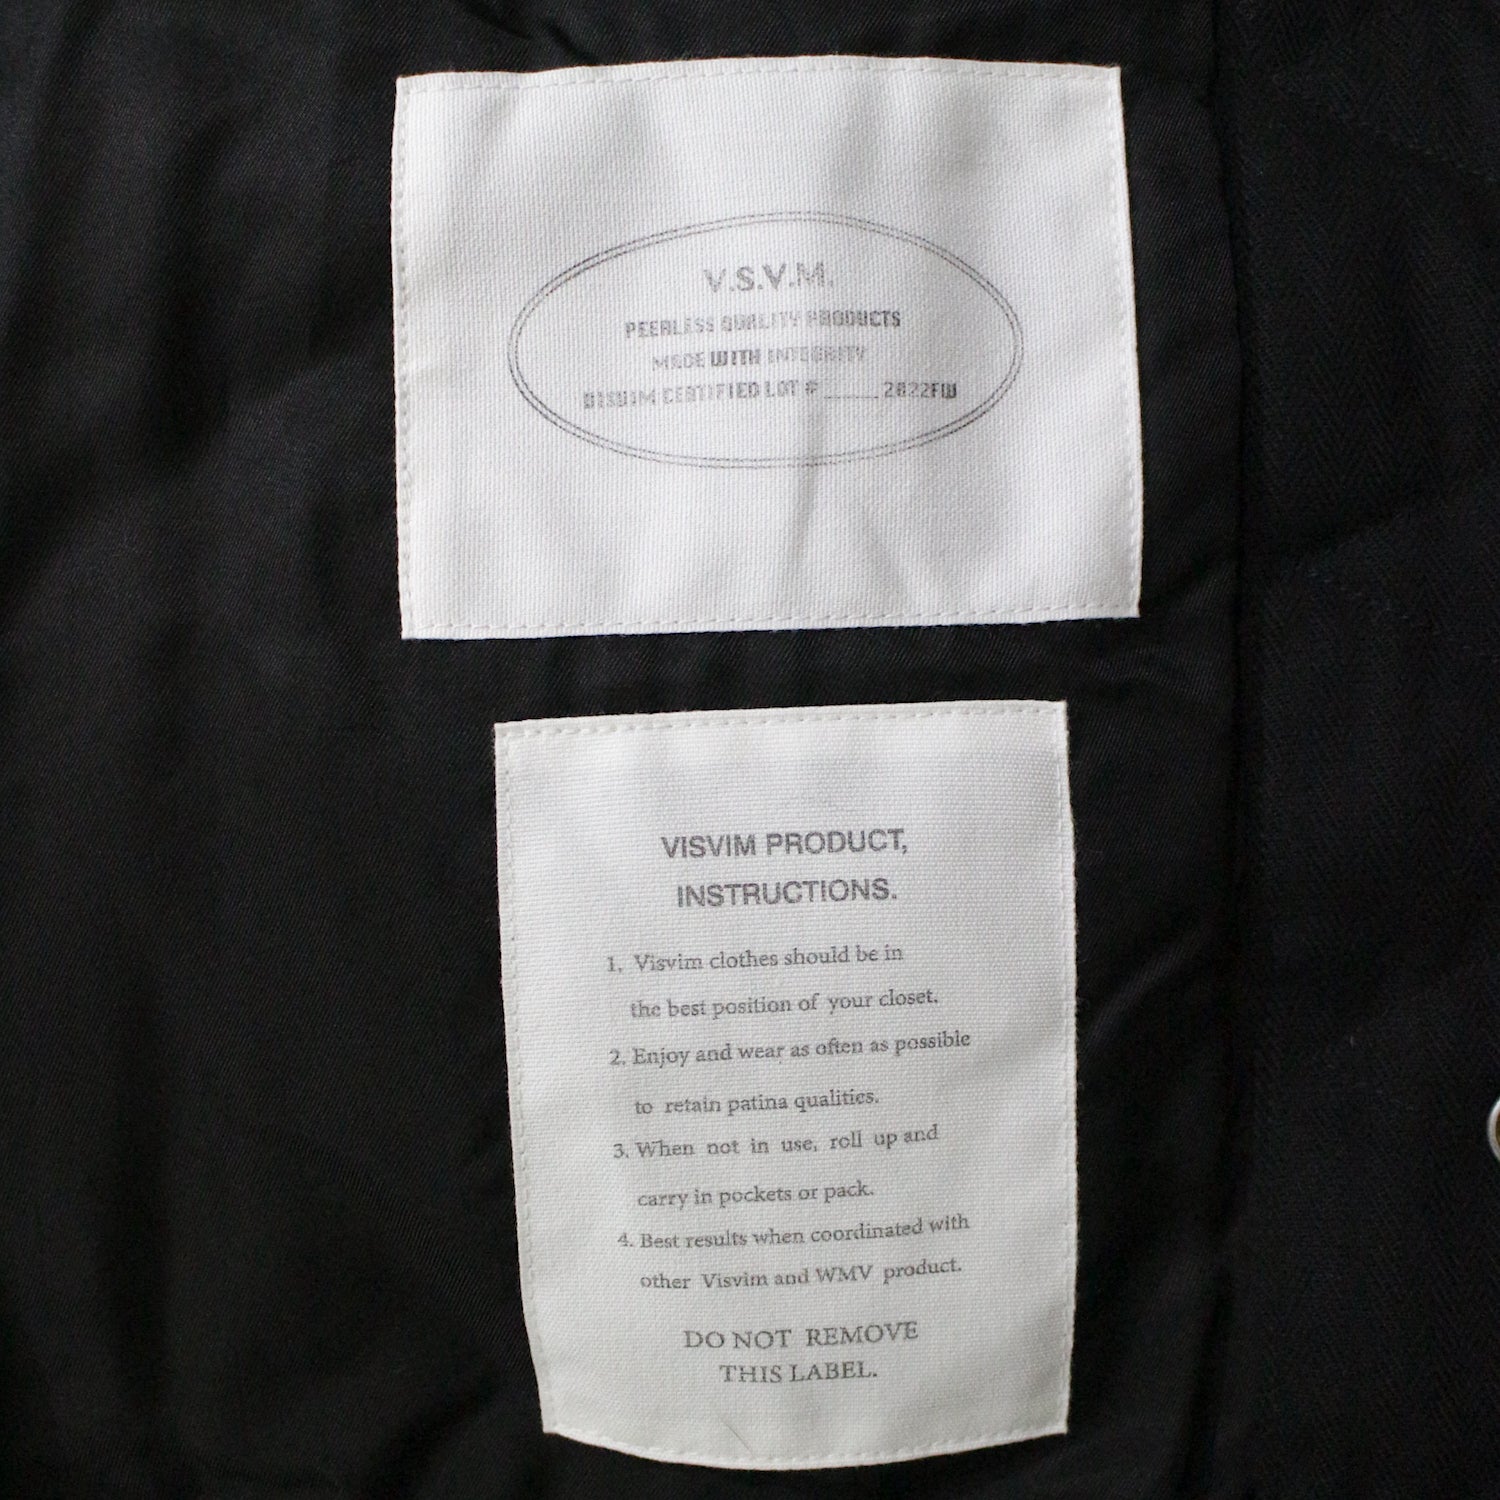 V.S.V.M.
PEERLESS QUALITY PRODUCTS
MADE WITH INTEGRITY
VISVIM CERTIFIED LOT # _____ 2022FW
VISVIM PRODUCT,
INSTRUCTIONS.
1. Visvim clothes should be in
the best position of your closet.
2. Enjoy and wear as often as possible
to retain patina qualities.
3. When not in use, roll up and
carry in pockets or pack.
4. Best results when coordinated with
other Visvim and WMV product.
DO NOT REMOVE
THIS LABEL.